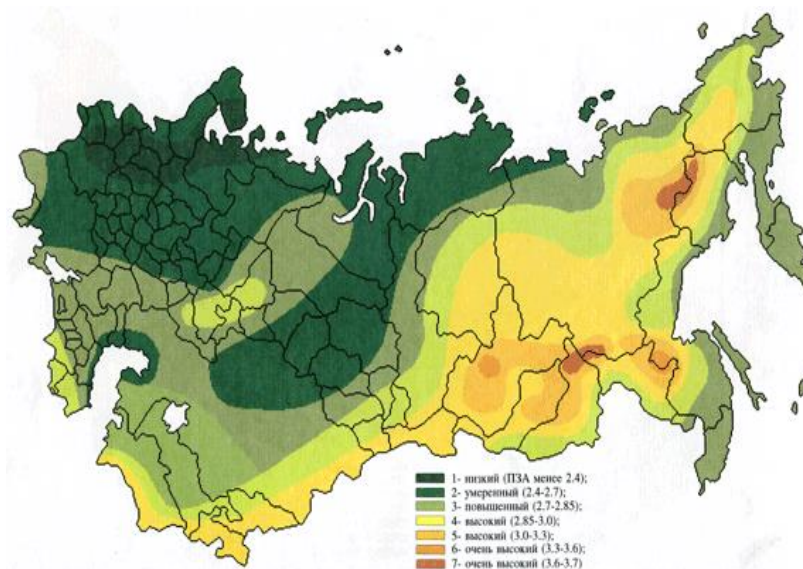 1- низкий (ПЗА менее 2.4);
2- умеренный (2.4-2.7);
3- повышенный (2.7-2.85);
4- высокий (2.85-3.0);
5- высокий (3.0-3.3);
6- очень высокий (3.3-3.6);
7- очень высокий (3.6-3.7)